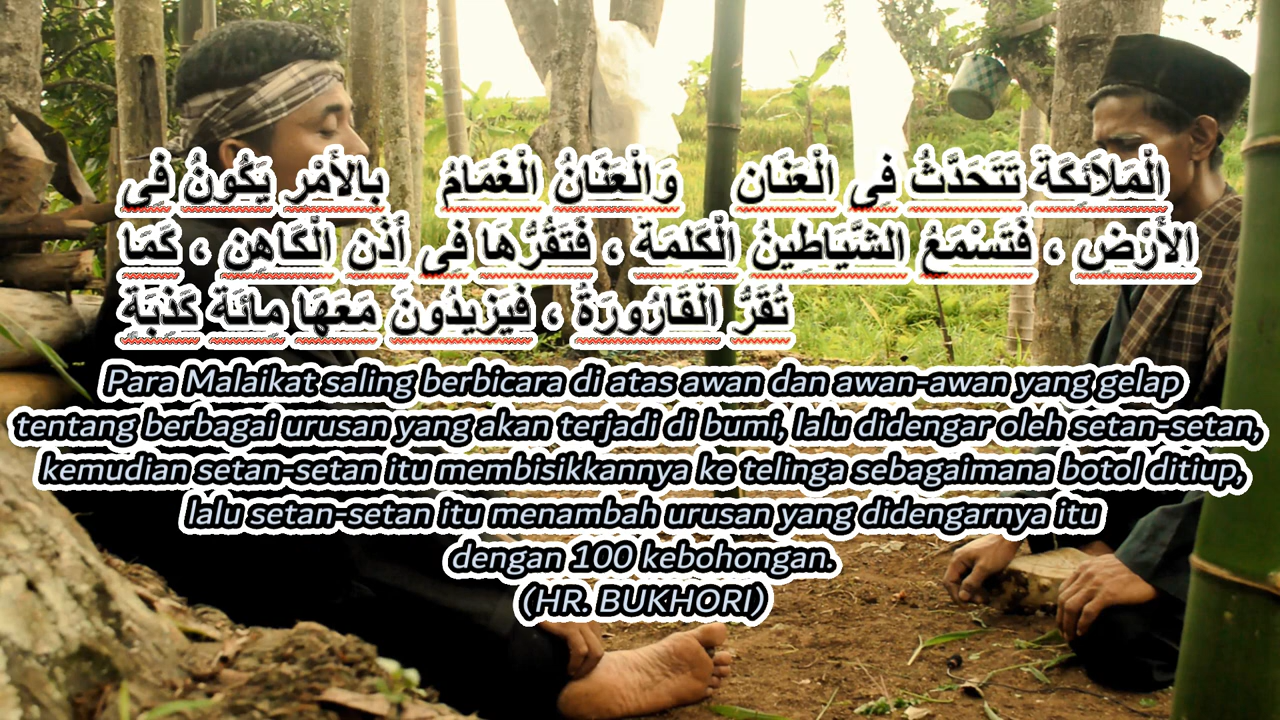 الْمَلاَئِكَةُ تَتَحَدَّثُ فِى الْعَنَانِ وَالْعَنَانُ الْغَمَامُ بِالأَمْرِ يَكُونُ فِى
الأَرْضِ ، فَتَسْمَعُ الشَّيَاطِينُ الْكَلِمَةَ ، فَتَقُرُّهَا فِى أُذُنِ الْكَاهِنِ ، كَمَا
تُقَرُّ الْقَارُورَةُ ، فَيَزِيدُونَ مَعَهَا مِائَةَ كَذِبَةٍ
Para Malaikat saling berbicara di atas awan dan awan-awan yang gelap
tentang berbagai urusan yang akan terjadi di bumi, lalu didengar oleh setan-setan,
kemudian setan-setan itu membisikkannya ke telinga sebagaimana botol ditiup,
lalu setan-setan itu menambah urusan yang didengarnya itu
dengan 100 kebohongan.
(HR. BUKHORI)